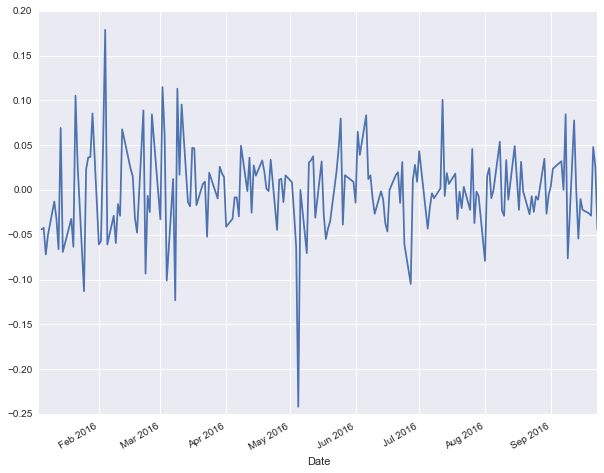 0.20
0.15
0.10
0.05
0.00
−0.05
−0.10
−0.15
−0.20
−0.25
Feb 2016
Mar 2016
Apr 2016
May 2016
Jun 2016
Jul 2016
Aug 2016
Sep 2016
Date